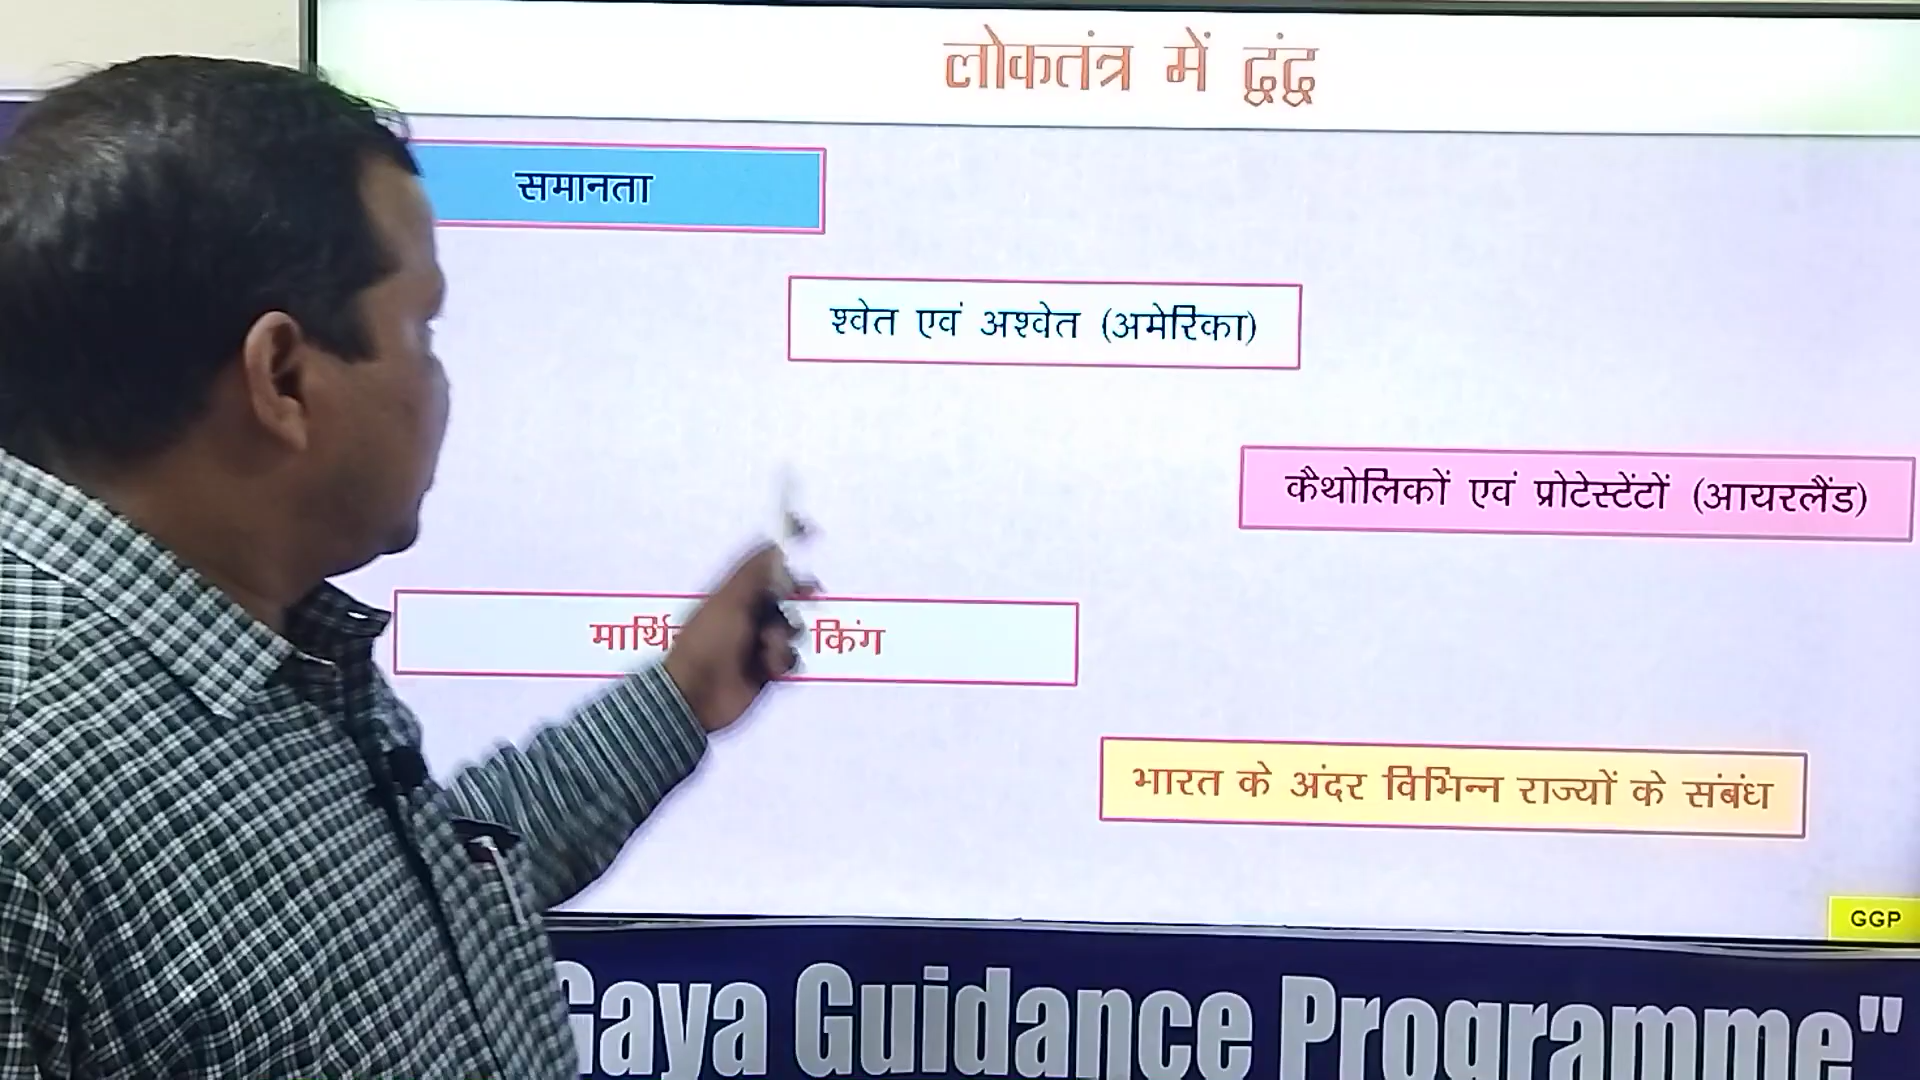 लोकतंत्र में द्वंद्व
समानता
श्वेत एवं अश्वेत (अमेरिका)
कैथोलिकों एवं प्रोटेस्टेंटों (आयरलैंड)
किंग
भारत के अंदर विभिन्न राज्यों के संबंध
GGP
Gaya Guidance Programme"